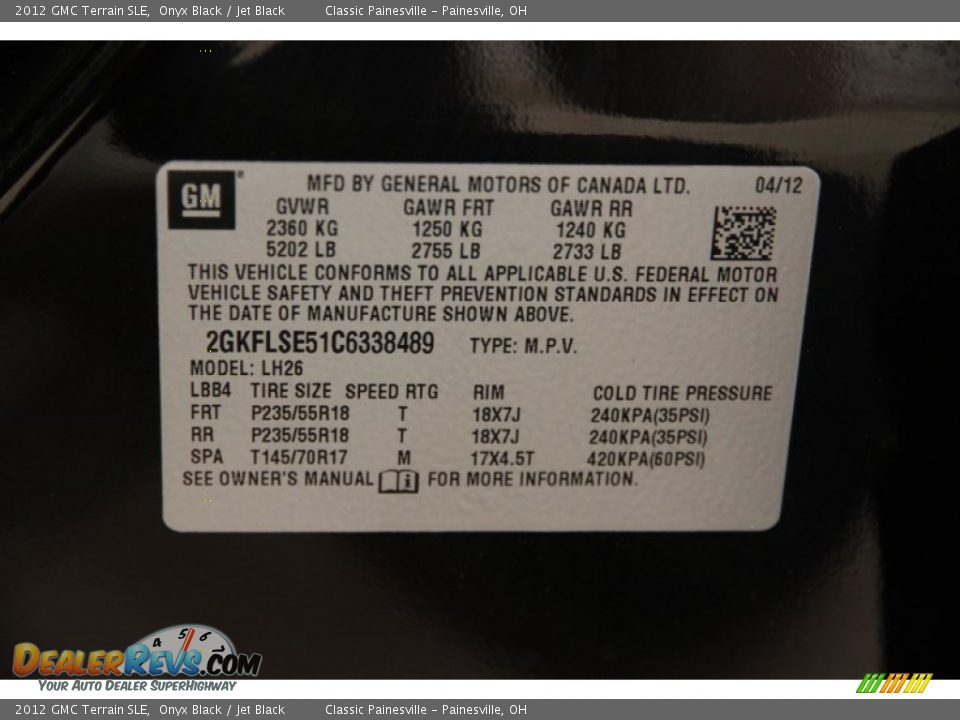 2012 GMC Terrain SLE, Onyx Black / Jet Black Classic Painesville - Painesville, OH
GM® MFD BY GENERAL MOTORS OF CANADA LTD. 04/12
GVWR GAWR FRT GAWR RR
2360 KG 1250 KG 1240 KG
5202 LB 2755 LB 2733 LB
THIS VEHICLE CONFORMS TO ALL APPLICABLE U.S. FEDERAL MOTOR
VEHICLE SAFETY AND THEFT PREVENTION STANDARDS IN EFFECT ON
THE DATE OF MANUFACTURE SHOWN ABOVE.
2GKFLSE51C6338489 TYPE: M.P.V.
MODEL: LH26
LBB4 TIRE SIZE SPEED RTG RIM COLD TIRE PRESSURE
FRT P235/55R18 T 18X7J 240KPA(35PSI)
RR P235/55R18 T 18X7J 240KPA(35PSI)
SPA T145/70R17 M 17X4.5T 420KPA(60PSI)
SEE OWNER'S MANUAL i FOR MORE INFORMATION.
4 5 6 7
DEALERREVS.COM
YOUR AUTO DEALER SUPERHIGHWAY
2012 GMC Terrain SLE, Onyx Black / Jet Black Classic Painesville - Painesville, OH